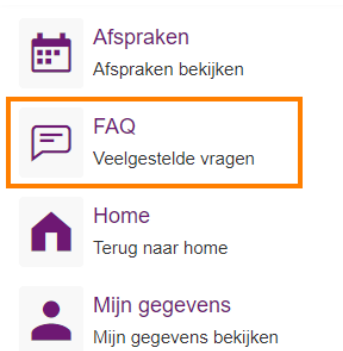 Afspraken
Afspraken bekijken
FAQ
Veelgestelde vragen
Home
Terug naar home
Mijn gegevens
Mijn gegevens bekijken